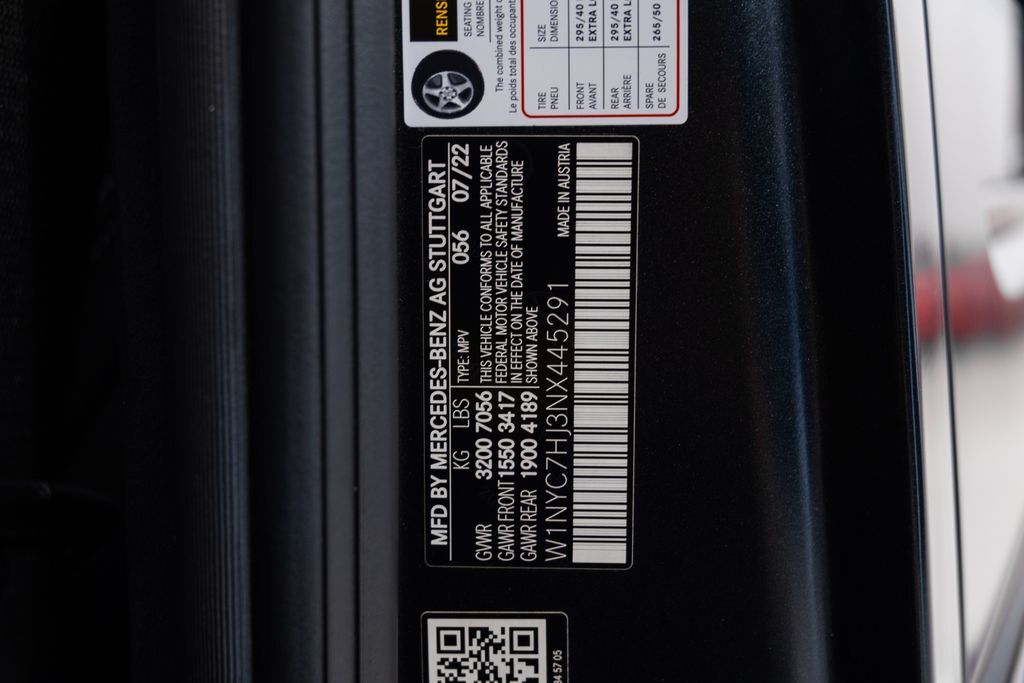 RENS
SEATING
NOMBRE
The combined weight o
Le poids total des occupant
TIRE SIZE
PNEU DIMENSION
FRONT 295/40
AVANT EXTRA L
REAR 295/40
ARRIÈRE EXTRA L
SPARE 265/50
DE SECOURS
MFD BY MERCEDES-BENZ AG STUTTGART
KG LBS TYPE: MPV 056 07/22
GVWR 3200 7056 THIS VEHICLE CONFORMS TO ALL APPLICABLE
GAWR FRONT 1550 3417 FEDERAL MOTOR VEHICLE SAFETY STANDARDS
IN EFFECT ON THE DATE OF MANUFACTURE
GAWR REAR 1900 4189 SHOWN ABOVE
W1NYC7HJ3NX445291 MADE IN AUSTRIA
84 57 05